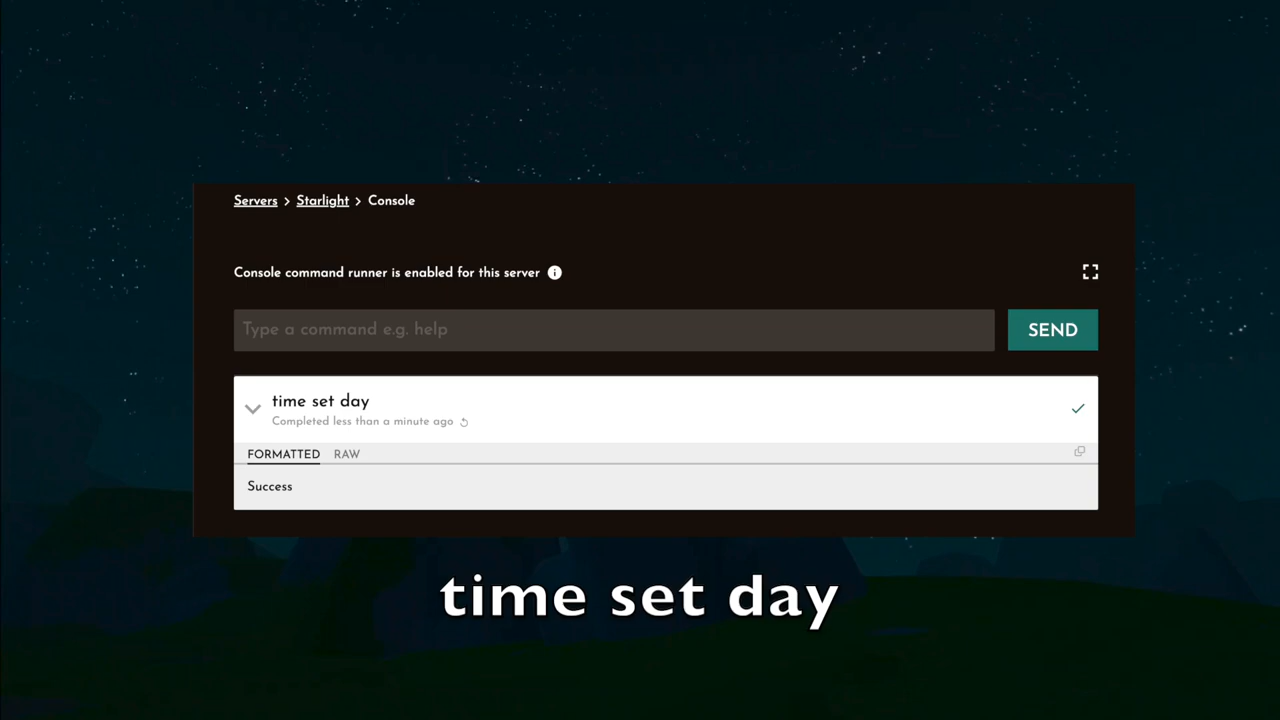 Servers > Starlight > Console
Console command runner is enabled for this server
Type a command e.g. help
SEND
time set day
Completed less than a minute ago
FORMATTED RAW
Success
time set day